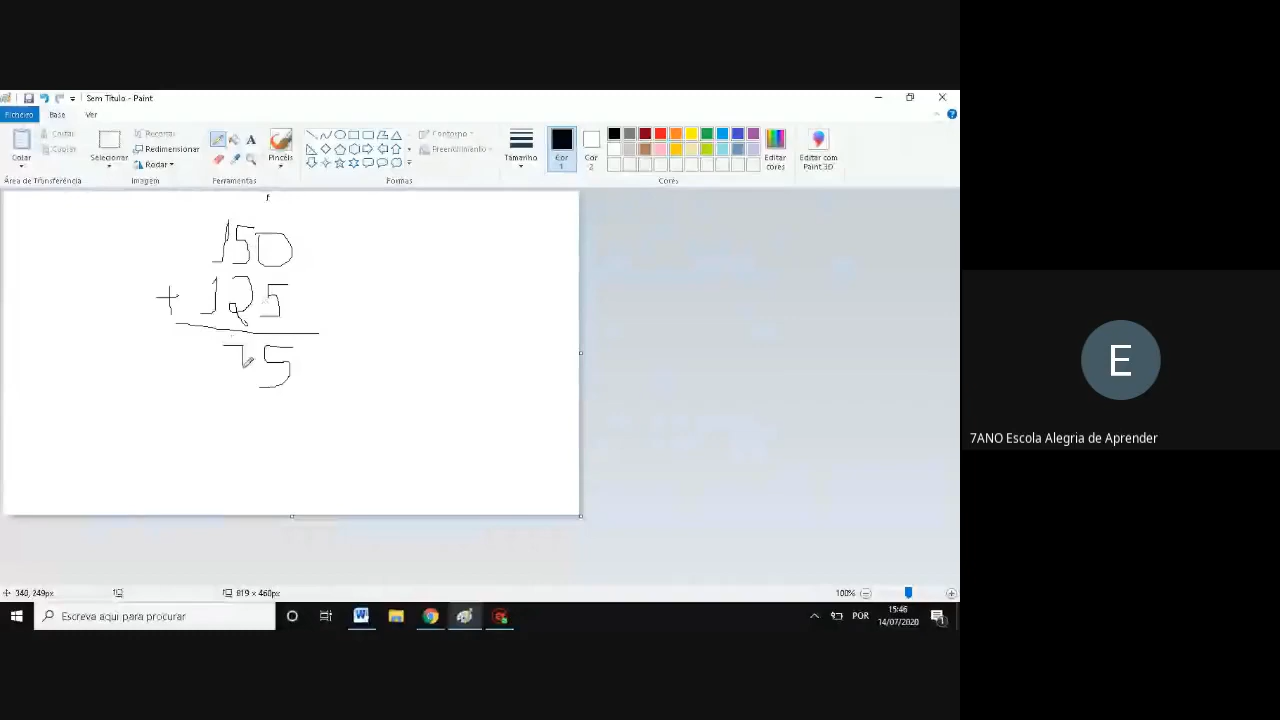 Sem Título - Paint
Ficheiro Base Ver
Colar
Cortar
Copiar
Área de Transferência
Selecionar
Recortar
Redimensionar
Rodar
Imagem
A
Ferramentas
Pincéis
Contorno
Preenchimento
Formas
Tamanho
Cor 1
Cor 2
Editar cores
Cores
Editar com Paint 3D
150
+ 125
75
E
7ANO Escola Alegria de Aprender
340, 249px
819 × 460px
100%
Escreva aqui para procurar
POR
15:46
14/07/2020